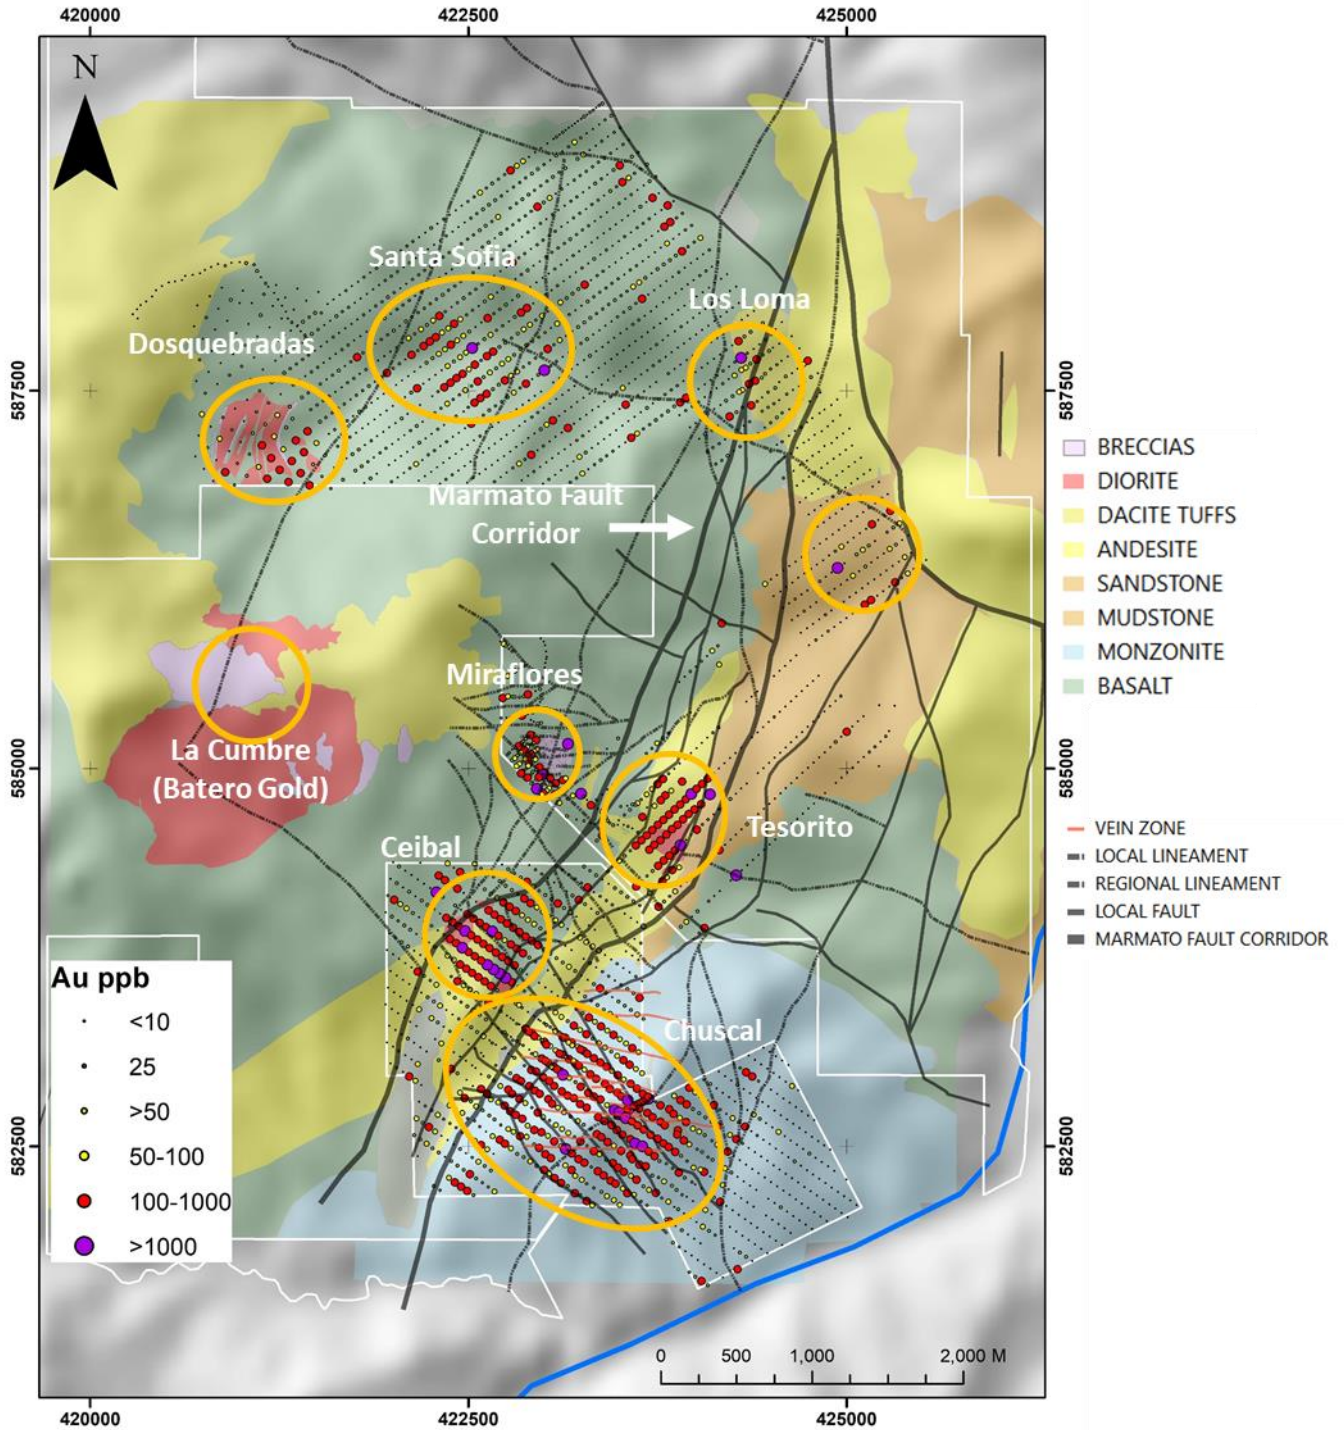 420000
422500
425000
N
Santa Sofia
Los Loma
Dosquebradas
587500
587500
Marmato Fault
Corridor
BRECCIAS
DIORITE
DACITE TUFFS
ANDESITE
SANDSTONE
MUDSTONE
MONZONITE
BASALT
Miraflores
La Cumbre
(Batero Gold)
585000
585000
Tesorito
Ceibal
VEIN ZONE
LOCAL LINEAMENT
REGIONAL LINEAMENT
LOCAL FAULT
MARMATO FAULT CORRIDOR
Au ppb
<10
25
>50
50-100
100-1000
>1000
Chuscal
582500
582500
0 500 1,000 2,000 M
420000
422500
425000